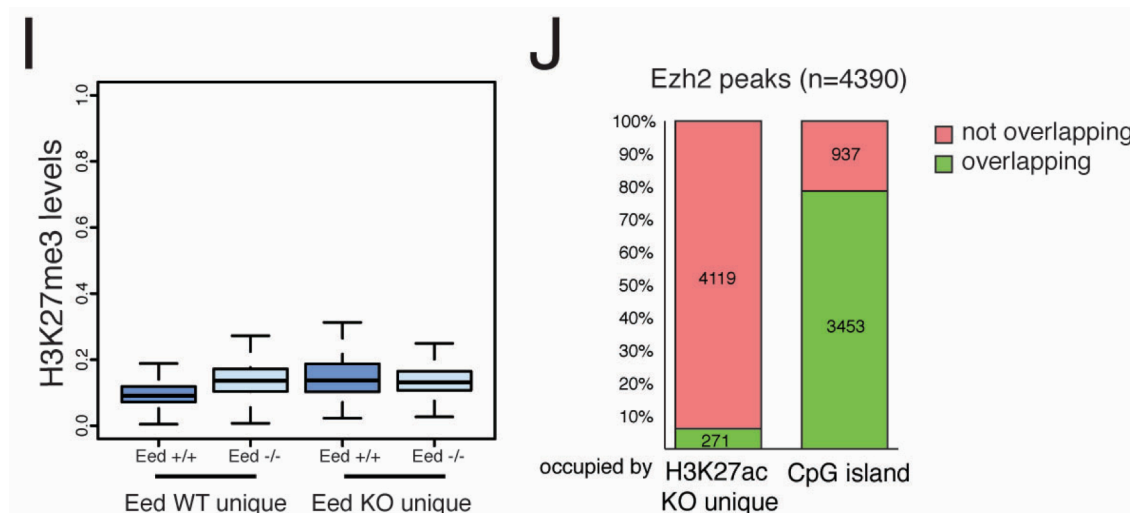 I
H3K27me3 levels
1.0
0.8
0.6
0.4
0.2
0.0
Eed +/+ Eed -/- Eed +/+ Eed -/-
Eed WT unique Eed KO unique
J
Ezh2 peaks (n=4390)
100%
90%
80%
70%
60%
50%
40%
30%
20%
10%
937
4119
3453
271
not overlapping
overlapping
occupied by H3K27ac CpG island
KO unique